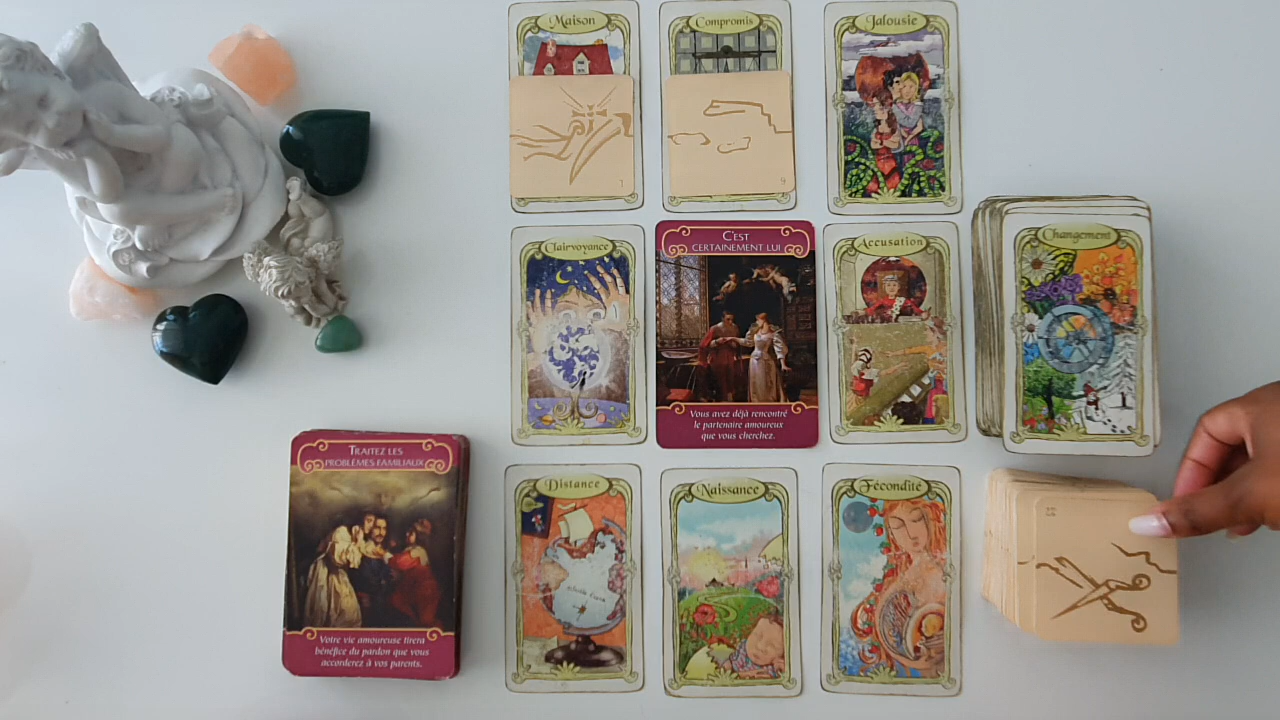 Maison
Compromis
Jalousie
1
Clairvoyance
C'EST
CERTAINEMENT LUI
Vous avez déjà rencontré
le partenaire amoureux
que vous cherchez.
Accusation
Changement
TRAITEZ LES
PROBLÈMES FAMILIAUX
Votre vie amoureuse tirera
bénéfice du pardon que vous
accorderez à vos parents.
Distance
Naissance
Fécondité